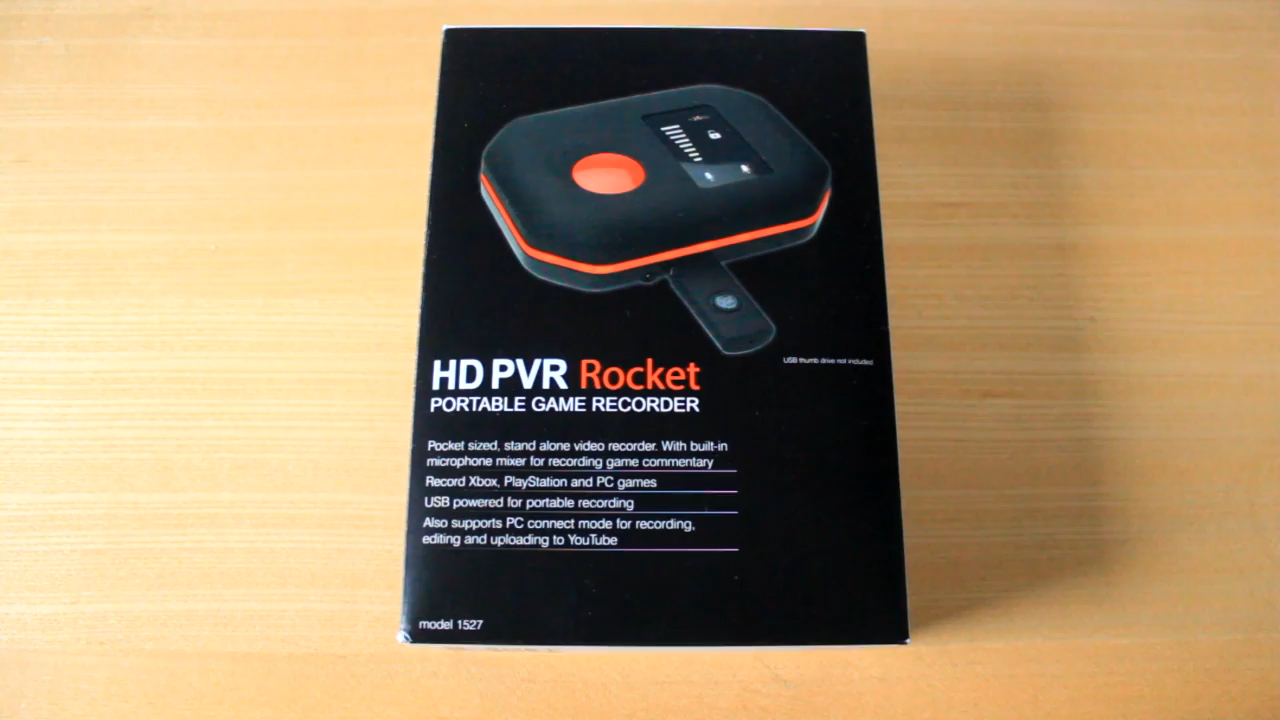 USB thumb drive not included
HD PVR Rocket
PORTABLE GAME RECORDER
Pocket sized, stand alone video recorder. With built-in
microphone mixer for recording game commentary
Record Xbox, PlayStation and PC games
USB powered for portable recording
Also supports PC connect mode for recording,
editing and uploading to YouTube
model 1527